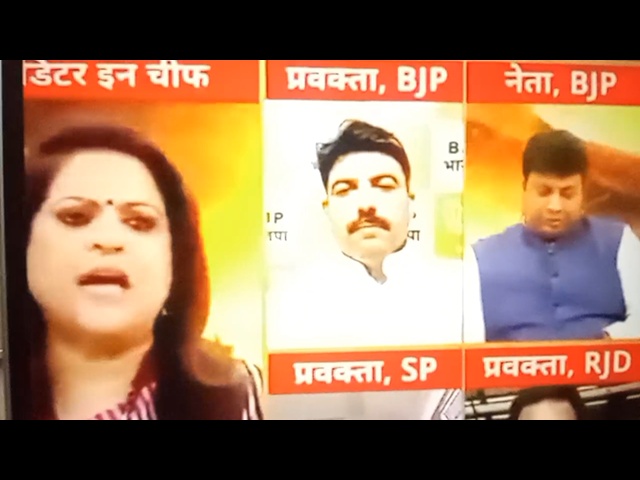 डिटर इन चीफ
प्रवक्ता, BJP
नेता, BJP
B
भा
P
पा
पा
प्रवक्ता, SP
प्रवक्ता, RJD